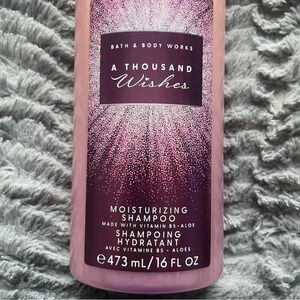 BATH & BODY WORKS
A THOUSAND
Wishes
MOISTURIZING
SHAMPOO
MADE WITH VITAMIN B5 + ALOE
SHAMPOING
HYDRATANT
AVEC VITAMINE B5 + ALOÈS
℮ 473 mL/16 FL OZ